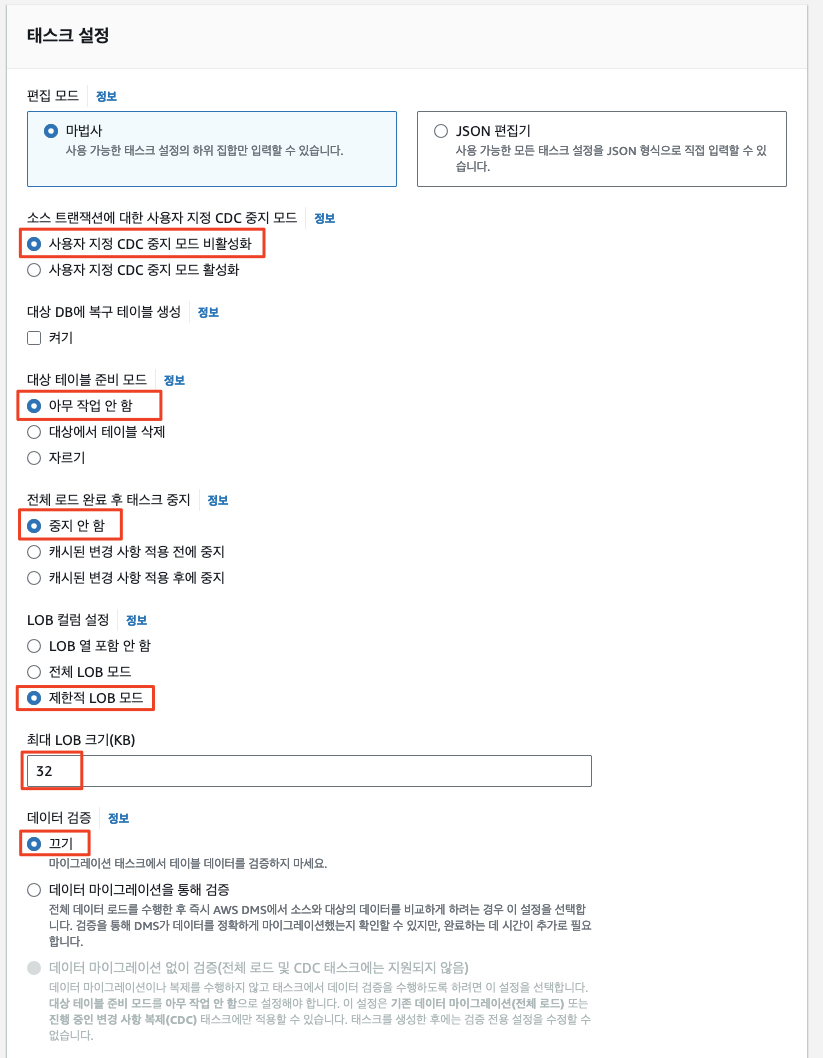 태스크 설정
편집 모드 정보
마법사
사용 가능한 태스크 설정의 하위 집합만 입력할 수 있습니다.
JSON 편집기
사용 가능한 모든 태스크 설정을 JSON 형식으로 직접 입력할 수 있
습니다.
소스 트랜잭션에 대한 사용자 지정 CDC 중지 모드 정보
사용자 지정 CDC 중지 모드 비활성화
사용자 지정 CDC 중지 모드 활성화
대상 DB에 복구 테이블 생성 정보
켜기
대상 테이블 준비 모드 정보
아무 작업 안 함
대상에서 테이블 삭제
자르기
전체 로드 완료 후 태스크 중지 정보
중지 안 함
캐시된 변경 사항 적용 전에 중지
캐시된 변경 사항 적용 후에 중지
LOB 컬럼 설정 정보
LOB 열 포함 안 함
전체 LOB 모드
제한적 LOB 모드
최대 LOB 크기(KB)
32
데이터 검증 정보
끄기
마이그레이션 태스크에서 테이블 데이터를 검증하지 마세요.
데이터 마이그레이션을 통해 검증
전체 데이터 로드를 수행한 후 즉시 AWS DMS에서 소스와 대상의 데이터를 비교하게 하려는 경우 이 설정을 선택합
니다. 검증을 통해 DMS가 데이터를 정확하게 마이그레이션했는지 확인할 수 있지만, 완료하는 데 시간이 추가로 필요
합니다.
데이터 마이그레이션 없이 검증(전체 로드 및 CDC 태스크에는 지원되지 않음)
데이터 마이그레이션이나 복제를 수행하지 않고 태스크에서 데이터 검증을 수행하도록 하려면 이 설정을 선택합니다.
대상 테이블 준비 모드를 아무 작업 안 함으로 설정해야 합니다. 이 설정은 기존 데이터 마이그레이션(전체 로드) 또는
진행 중인 변경 사항 복제(CDC) 태스크에만 적용할 수 있습니다. 태스크를 생성한 후에는 검증 전용 설정을 수정할 수
없습니다.